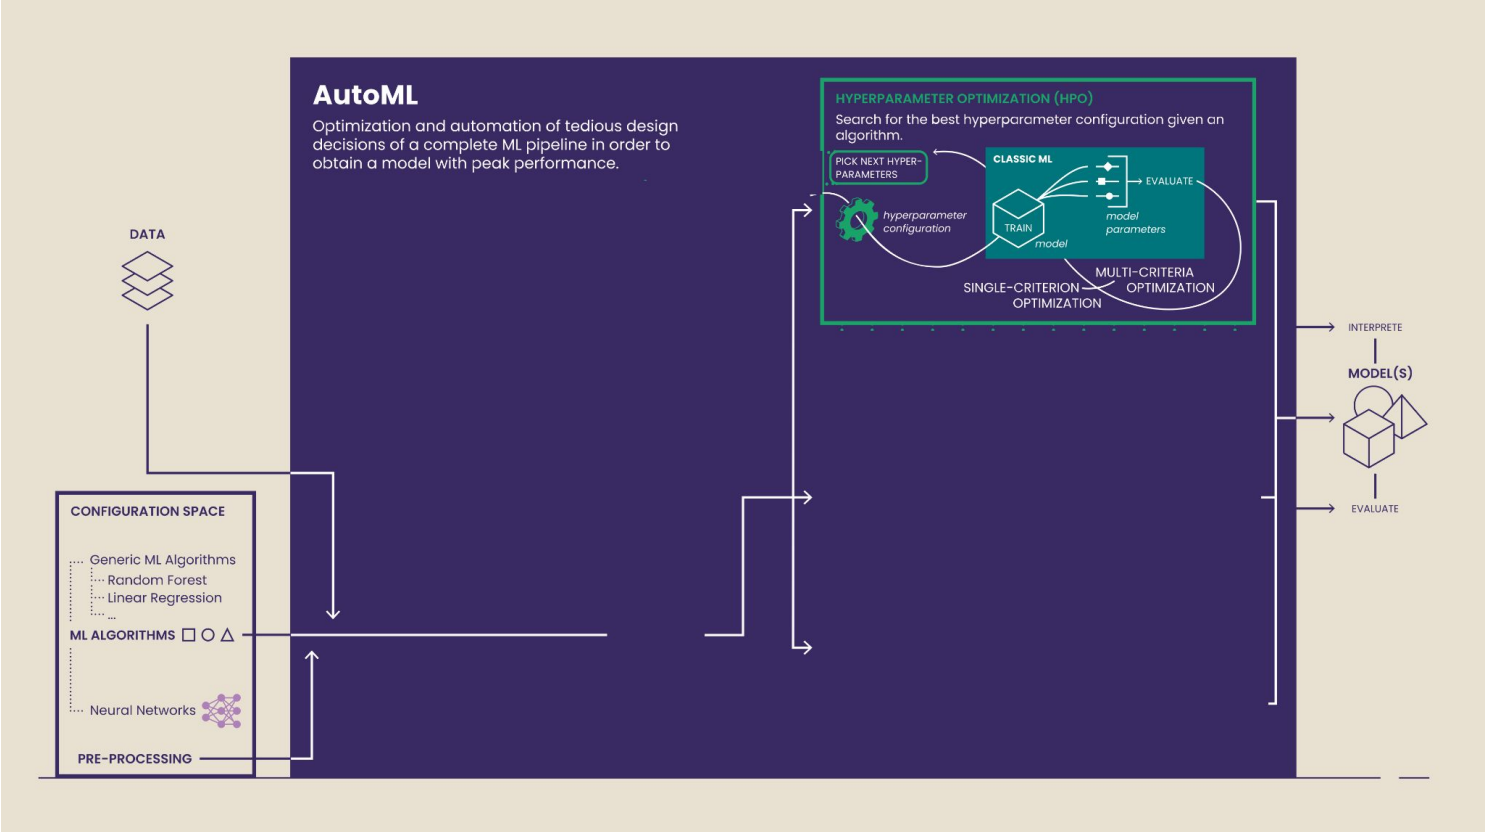 AutoML
Optimization and automation of tedious design
decisions of a complete ML pipeline in order to
obtain a model with peak performance.
HYPERPARAMETER OPTIMIZATION (HPO)
Search for the best hyperparameter configuration given an
algorithm.
PICK NEXT HYPER-
PARAMETERS
hyperparameter
configuration
CLASSIC ML
TRAIN
model
EVALUATE
model
parameters
MULTI-CRITERIA
OPTIMIZATION
SINGLE-CRITERION
OPTIMIZATION
DATA
CONFIGURATION SPACE
Generic ML Algorithms
Random Forest
Linear Regression
...
ML ALGORITHMS
Neural Networks
PRE-PROCESSING
INTERPRETE
MODEL(S)
EVALUATE